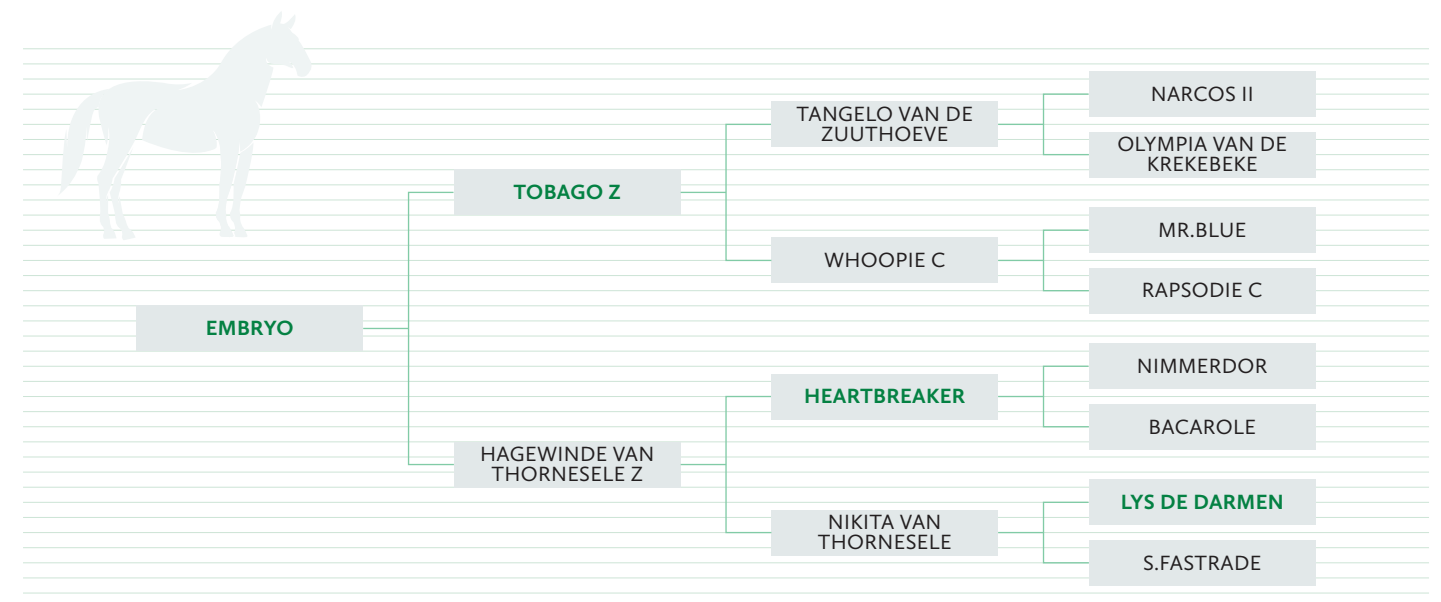 NARCOS II
TANGELO VAN DE
ZUUTHOEVE
OLYMPIA VAN DE
KREKEBEKE
TOBAGO Z
MR.BLUE
WHOOPIE C
RAPSODIE C
EMBRYO
NIMMERDOR
HEARTBREAKER
BACAROLE
HAGEWINDE VAN
THORNESELE Z
LYS DE DARMEN
NIKITA VAN
THORNESELE
S.FASTRADE